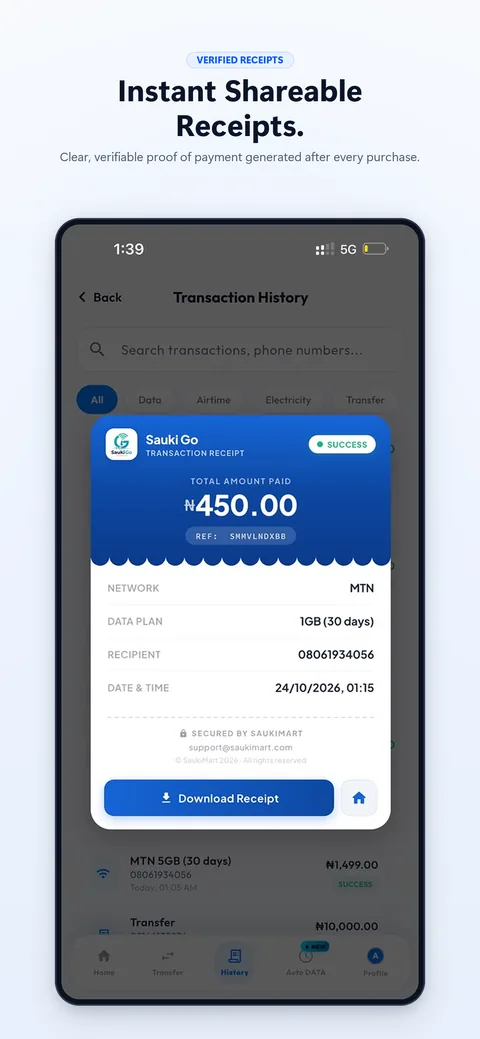 VERIFIED RECEIPTS
Instant Shareable
Receipts.
Clear, verifiable proof of payment generated after every purchase.
1:39
5G
Back
Transaction History
Search transactions, phone numbers...
All
Data
Airtime
Electricity
Transfer
SaukiGo
Sauki Go
TRANSACTION RECEIPT
SUCCESS
TOTAL AMOUNT PAID
₦450.00
REF: SMMVLNDXBB
NETWORK MTN
DATA PLAN 1GB (30 days)
RECIPIENT 08061934056
DATE & TIME 24/10/2026, 01:15
SECURED BY SAUKIMART
support@saukimart.com
© SaukiMart 2026 · All rights reserved
Download Receipt
MTN 5GB (30 days) ₦1,499.00
08061934056
Today, 01:05 AM SUCCESS
Transfer ₦10,000.00
NEW
A
Home
Transfer
History
Auto DATA
Profile